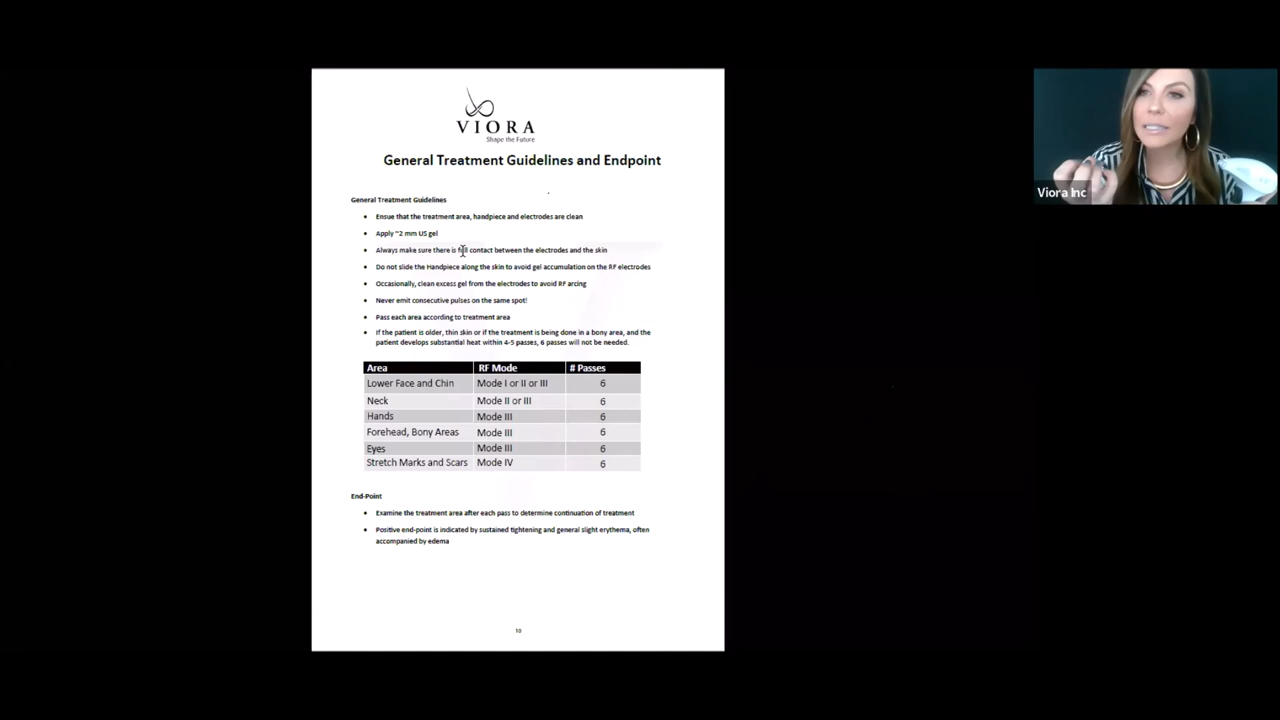 VIORA
Shape the Future
General Treatment Guidelines and Endpoint
General Treatment Guidelines
• Ensue that the treatment area, handpiece and electrodes are clean
• Apply ~2 mm US gel
• Always make sure there is full contact between the electrodes and the skin
• Do not slide the Handpiece along the skin to avoid gel accumulation on the RF electrodes
• Occasionally, clean excess gel from the electrodes to avoid RF arcing
• Never emit consecutive pulses on the same spot!
• Pass each area according to treatment area
• If the patient is older, thin skin or if the treatment is being done in a bony area, and the
patient develops substantial heat within 4-5 passes, 6 passes will not be needed.
Area RF Mode # Passes
Lower Face and Chin Mode I or II or III 6
Neck Mode II or III 6
Hands Mode III 6
Forehead, Bony Areas Mode III 6
Eyes Mode III 6
Stretch Marks and Scars Mode IV 6
End-Point
• Examine the treatment area after each pass to determine continuation of treatment
• Positive end-point is indicated by sustained tightening and general slight erythema, often
accompanied by edema
10
Viora Inc